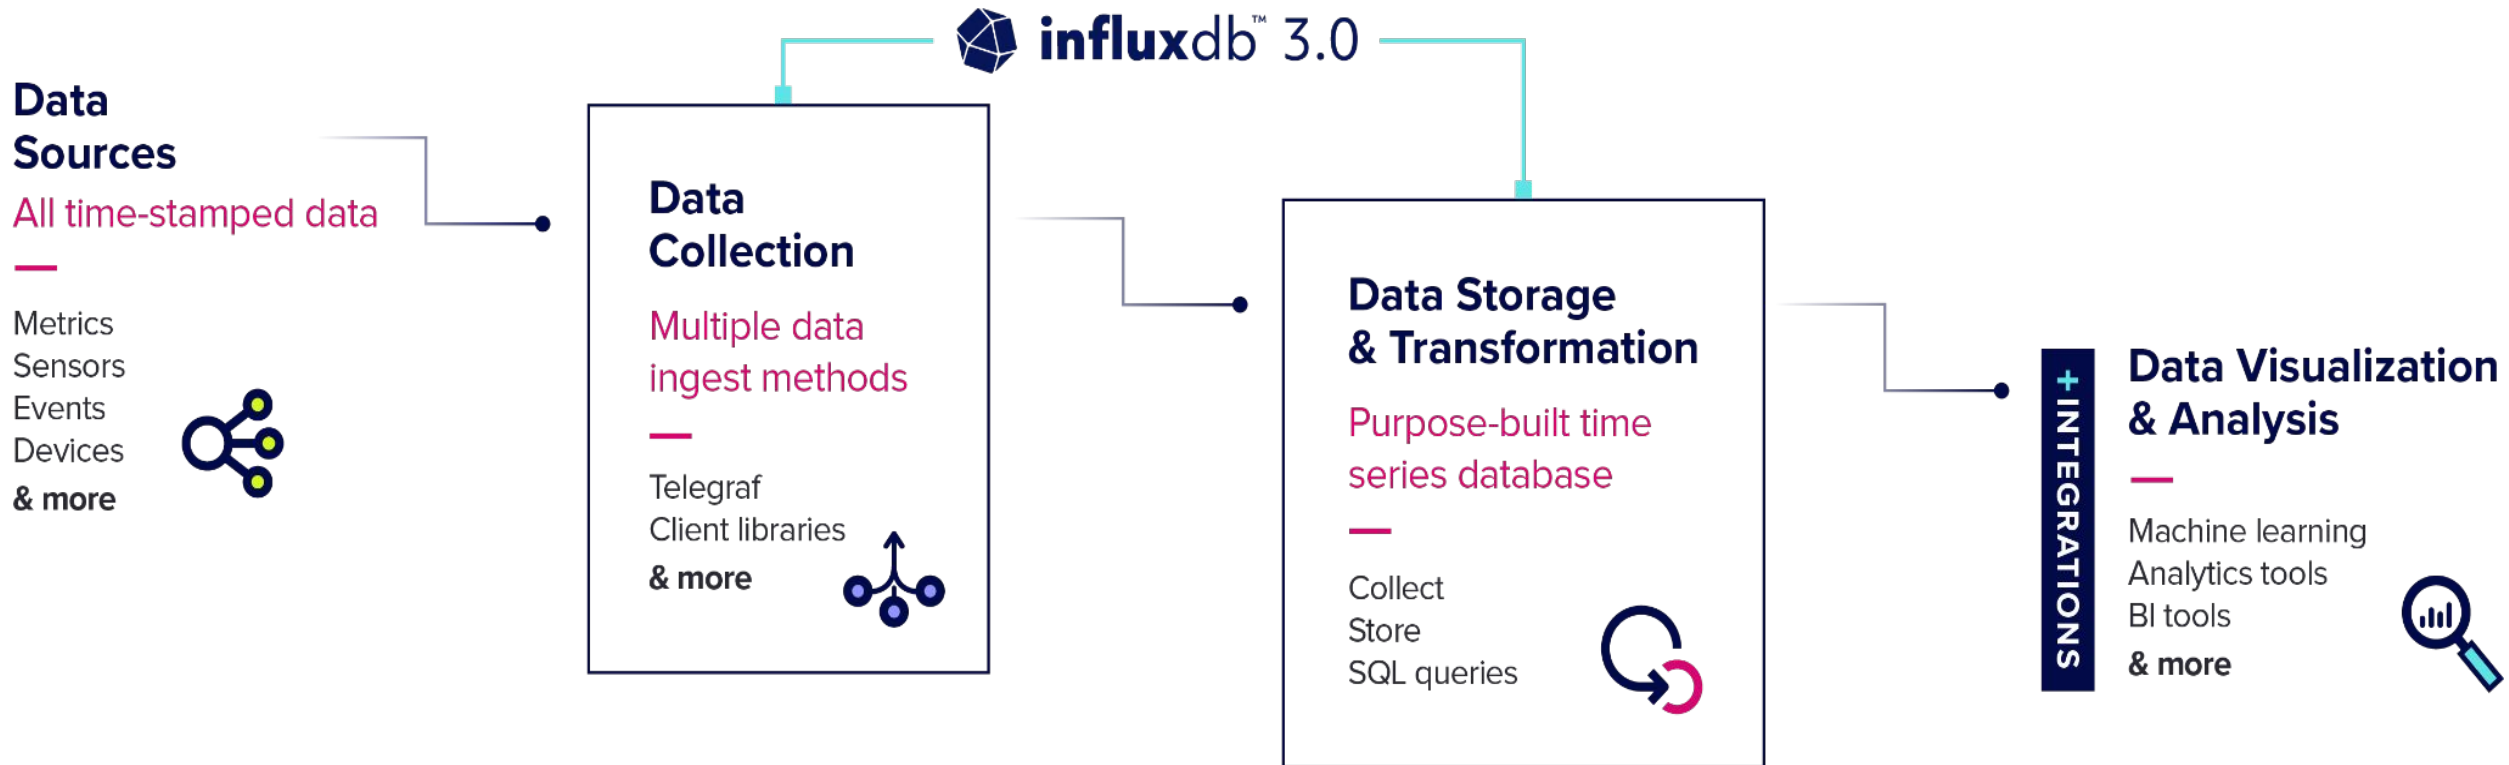 influxdb™ 3.0
Data
Sources
All time-stamped data
Metrics
Sensors
Events
Devices
& more
Data
Collection
Multiple data
ingest methods
Telegraf
Client libraries
& more
Data Storage
& Transformation
Purpose-built time
series database
Collect
Store
SQL queries
+ INTEGRATIONS
Data Visualization
& Analysis
Machine learning
Analytics tools
BI tools
& more